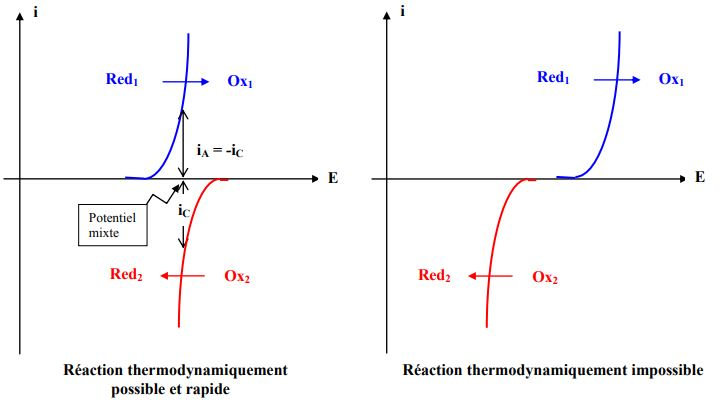 i
Red₁ Ox₁
iA = -iC
E
Potentiel
mixte
iC
Red₂ Ox₂
Réaction thermodynamiquement
possible et rapide
i
Red₁ Ox₁
E
Red₂ Ox₂
Réaction thermodynamiquement impossible